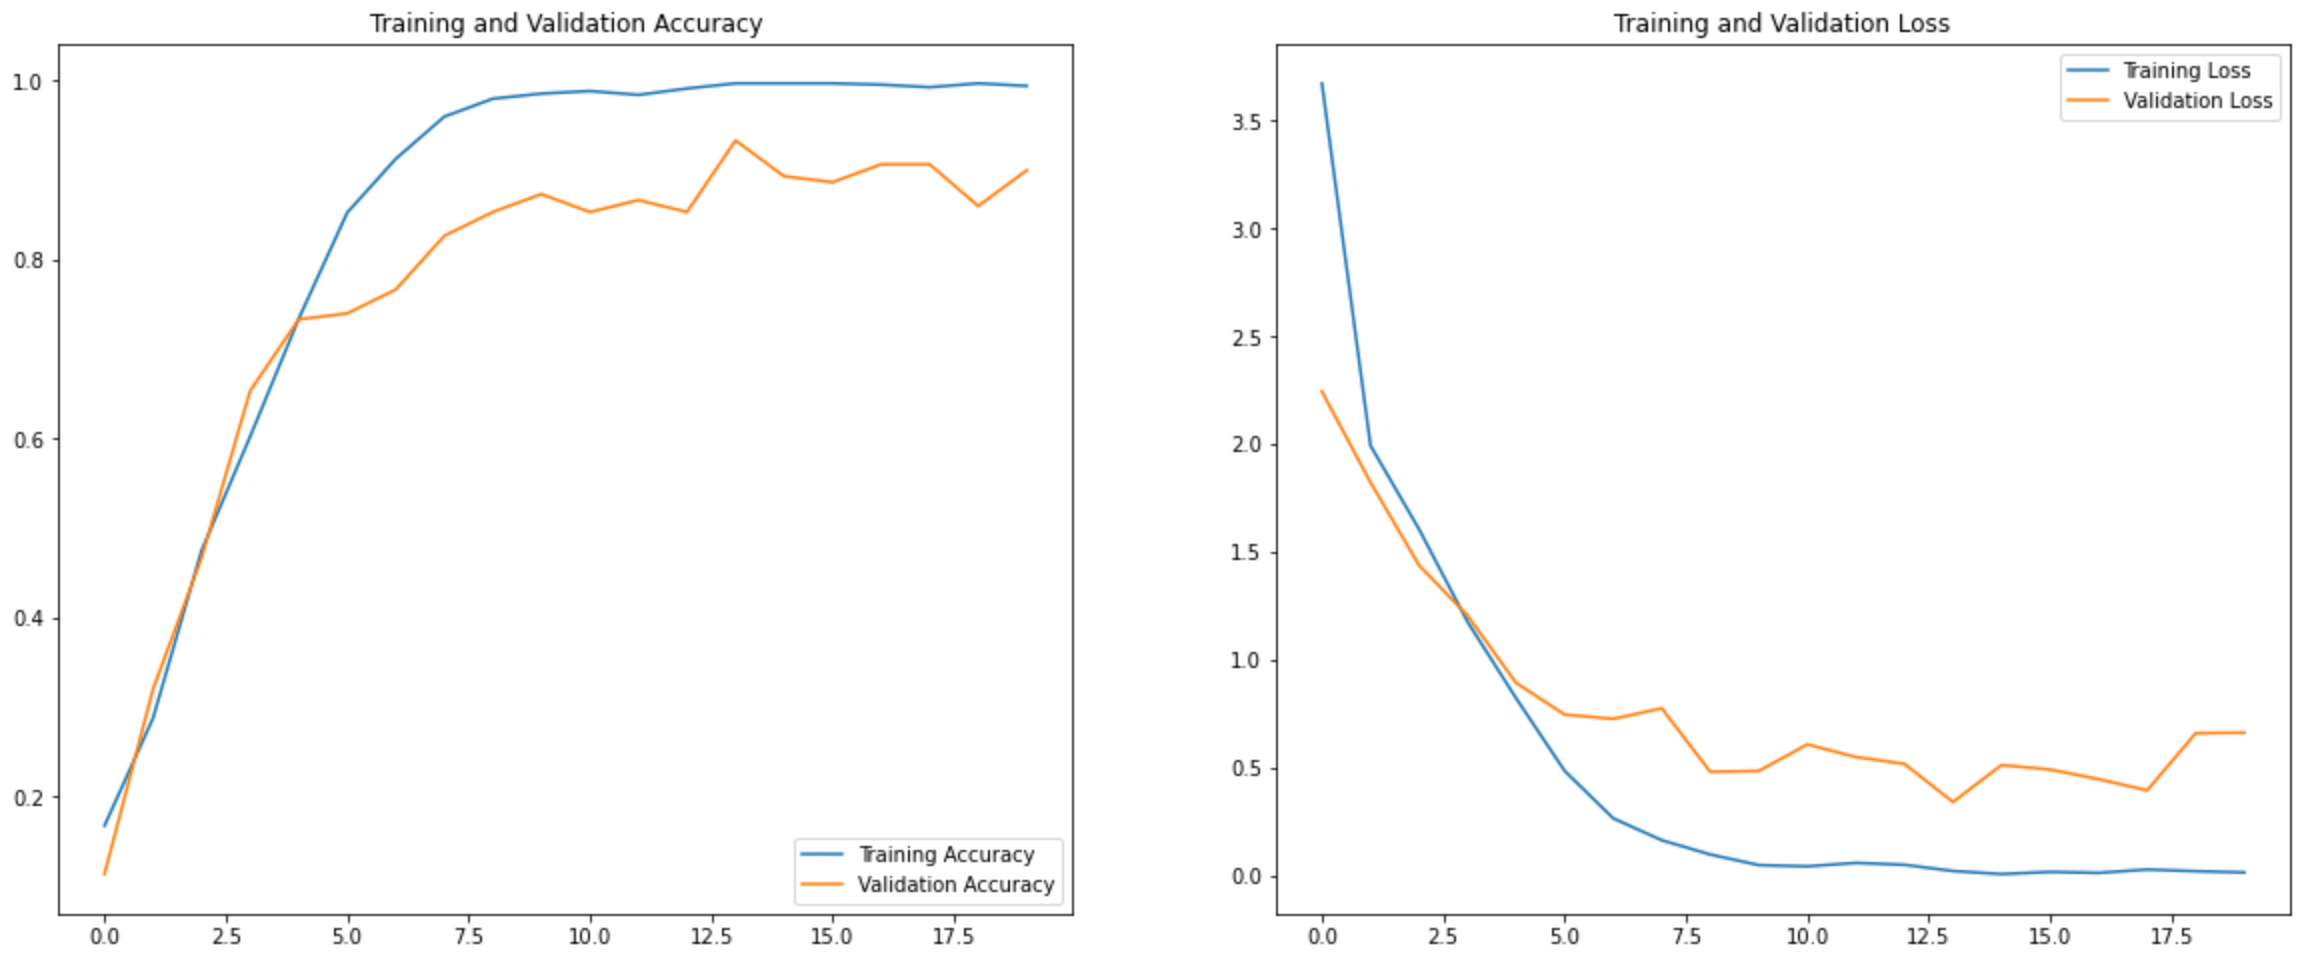 Training and Validation Accuracy
1.0
0.8
0.6
0.4
0.2
Training Accuracy
Validation Accuracy
0.0 2.5 5.0 7.5 10.0 12.5 15.0 17.5
Training and Validation Loss
Training Loss
Validation Loss
3.5
3.0
2.5
2.0
1.5
1.0
0.5
0.0
0.0 2.5 5.0 7.5 10.0 12.5 15.0 17.5